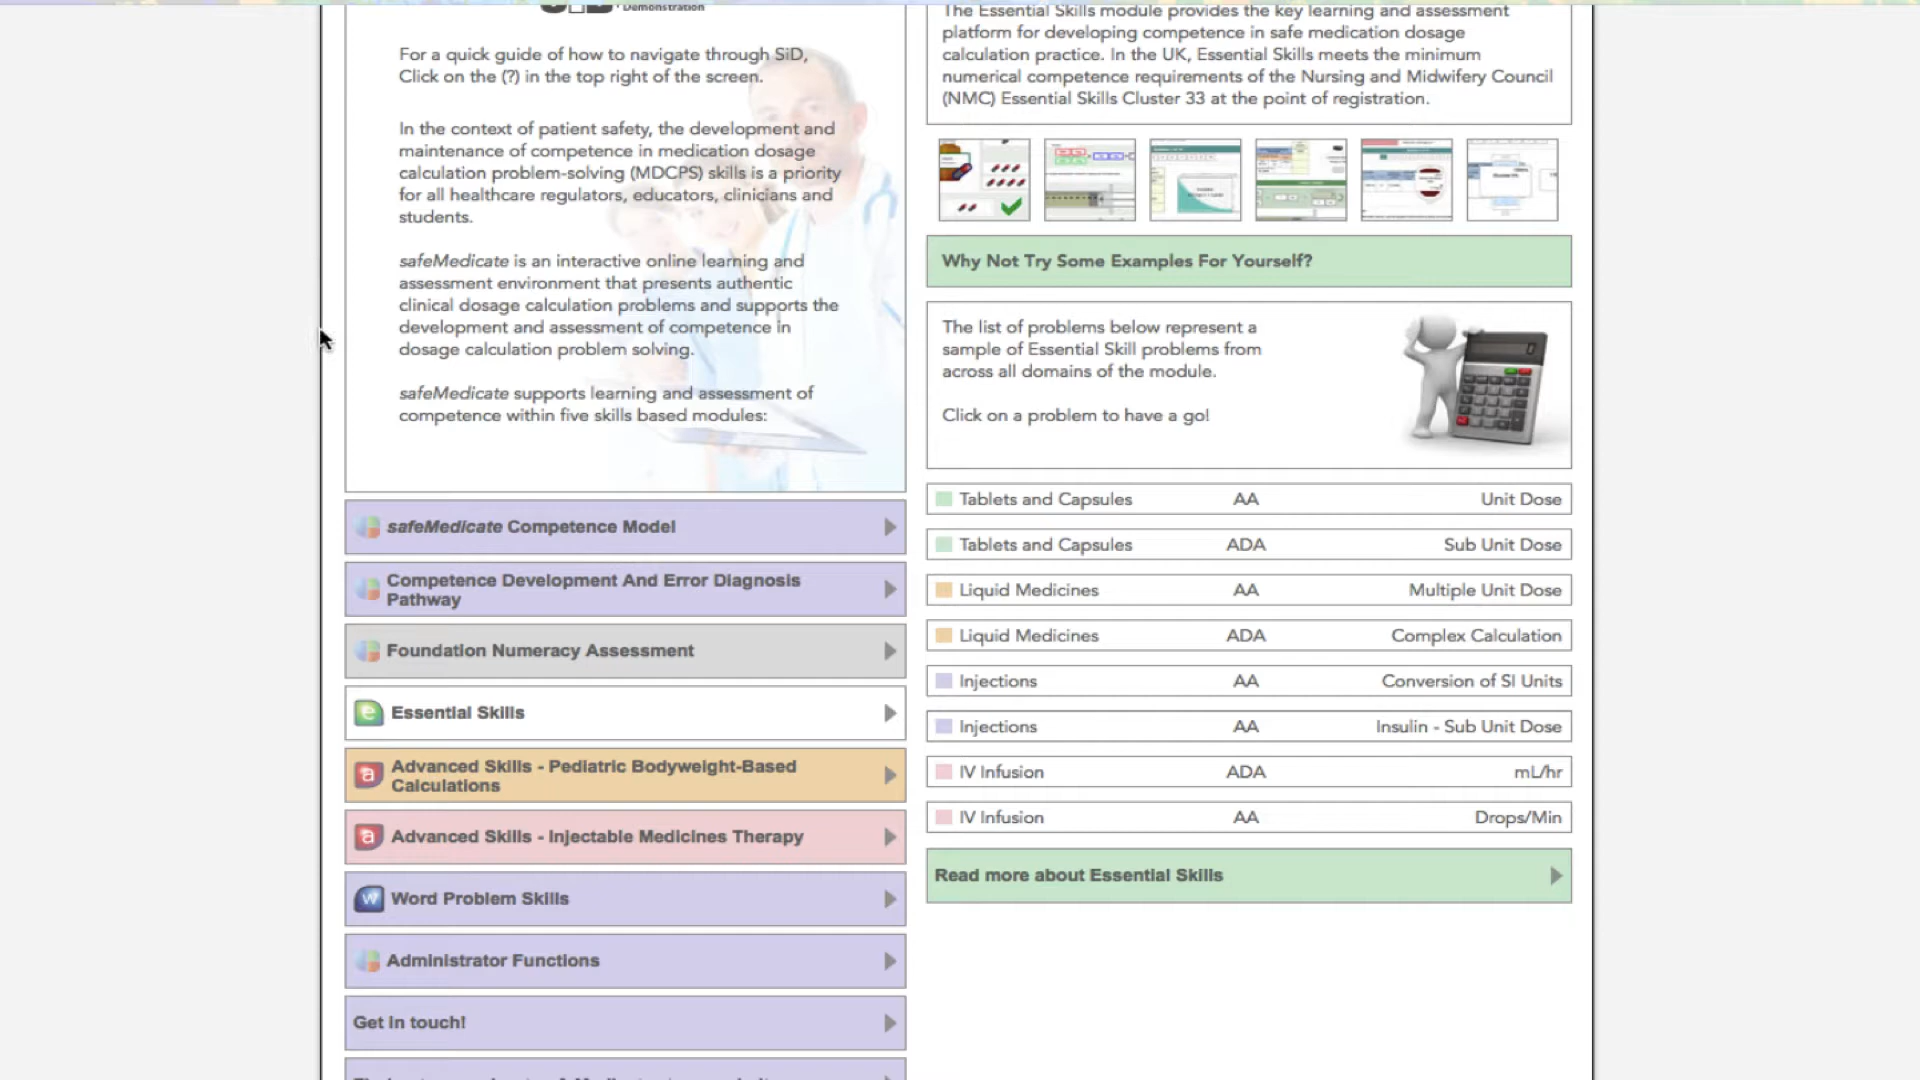 Demonstration
For a quick guide of how to navigate through SiD,
Click on the (?) in the top right of the screen.
In the context of patient safety, the development and
maintenance of competence in medication dosage
calculation problem-solving (MDCPS) skills is a priority
for all healthcare regulators, educators, clinicians and
students.
safeMedicate is an interactive online learning and
assessment environment that presents authentic
clinical dosage calculation problems and supports the
development and assessment of competence in
dosage calculation problem solving.
safeMedicate supports learning and assessment of
competence within five skills based modules:
safeMedicate Competence Model
Competence Development And Error Diagnosis
Pathway
Foundation Numeracy Assessment
e Essential Skills
a Advanced Skills - Pediatric Bodyweight-Based
Calculations
a Advanced Skills - Injectable Medicines Therapy
w Word Problem Skills
Administrator Functions
Get in touch!
The Essential Skills module provides the key learning and assessment
platform for developing competence in safe medication dosage
calculation practice. In the UK, Essential Skills meets the minimum
numerical competence requirements of the Nursing and Midwifery Council
(NMC) Essential Skills Cluster 33 at the point of registration.
Why Not Try Some Examples For Yourself?
The list of problems below represent a
sample of Essential Skill problems from
across all domains of the module.
Click on a problem to have a go!
Tablets and Capsules AA Unit Dose
Tablets and Capsules ADA Sub Unit Dose
Liquid Medicines AA Multiple Unit Dose
Liquid Medicines ADA Complex Calculation
Injections AA Conversion of SI Units
Injections AA Insulin - Sub Unit Dose
IV Infusion ADA mL/hr
IV Infusion AA Drops/Min
Read more about Essential Skills